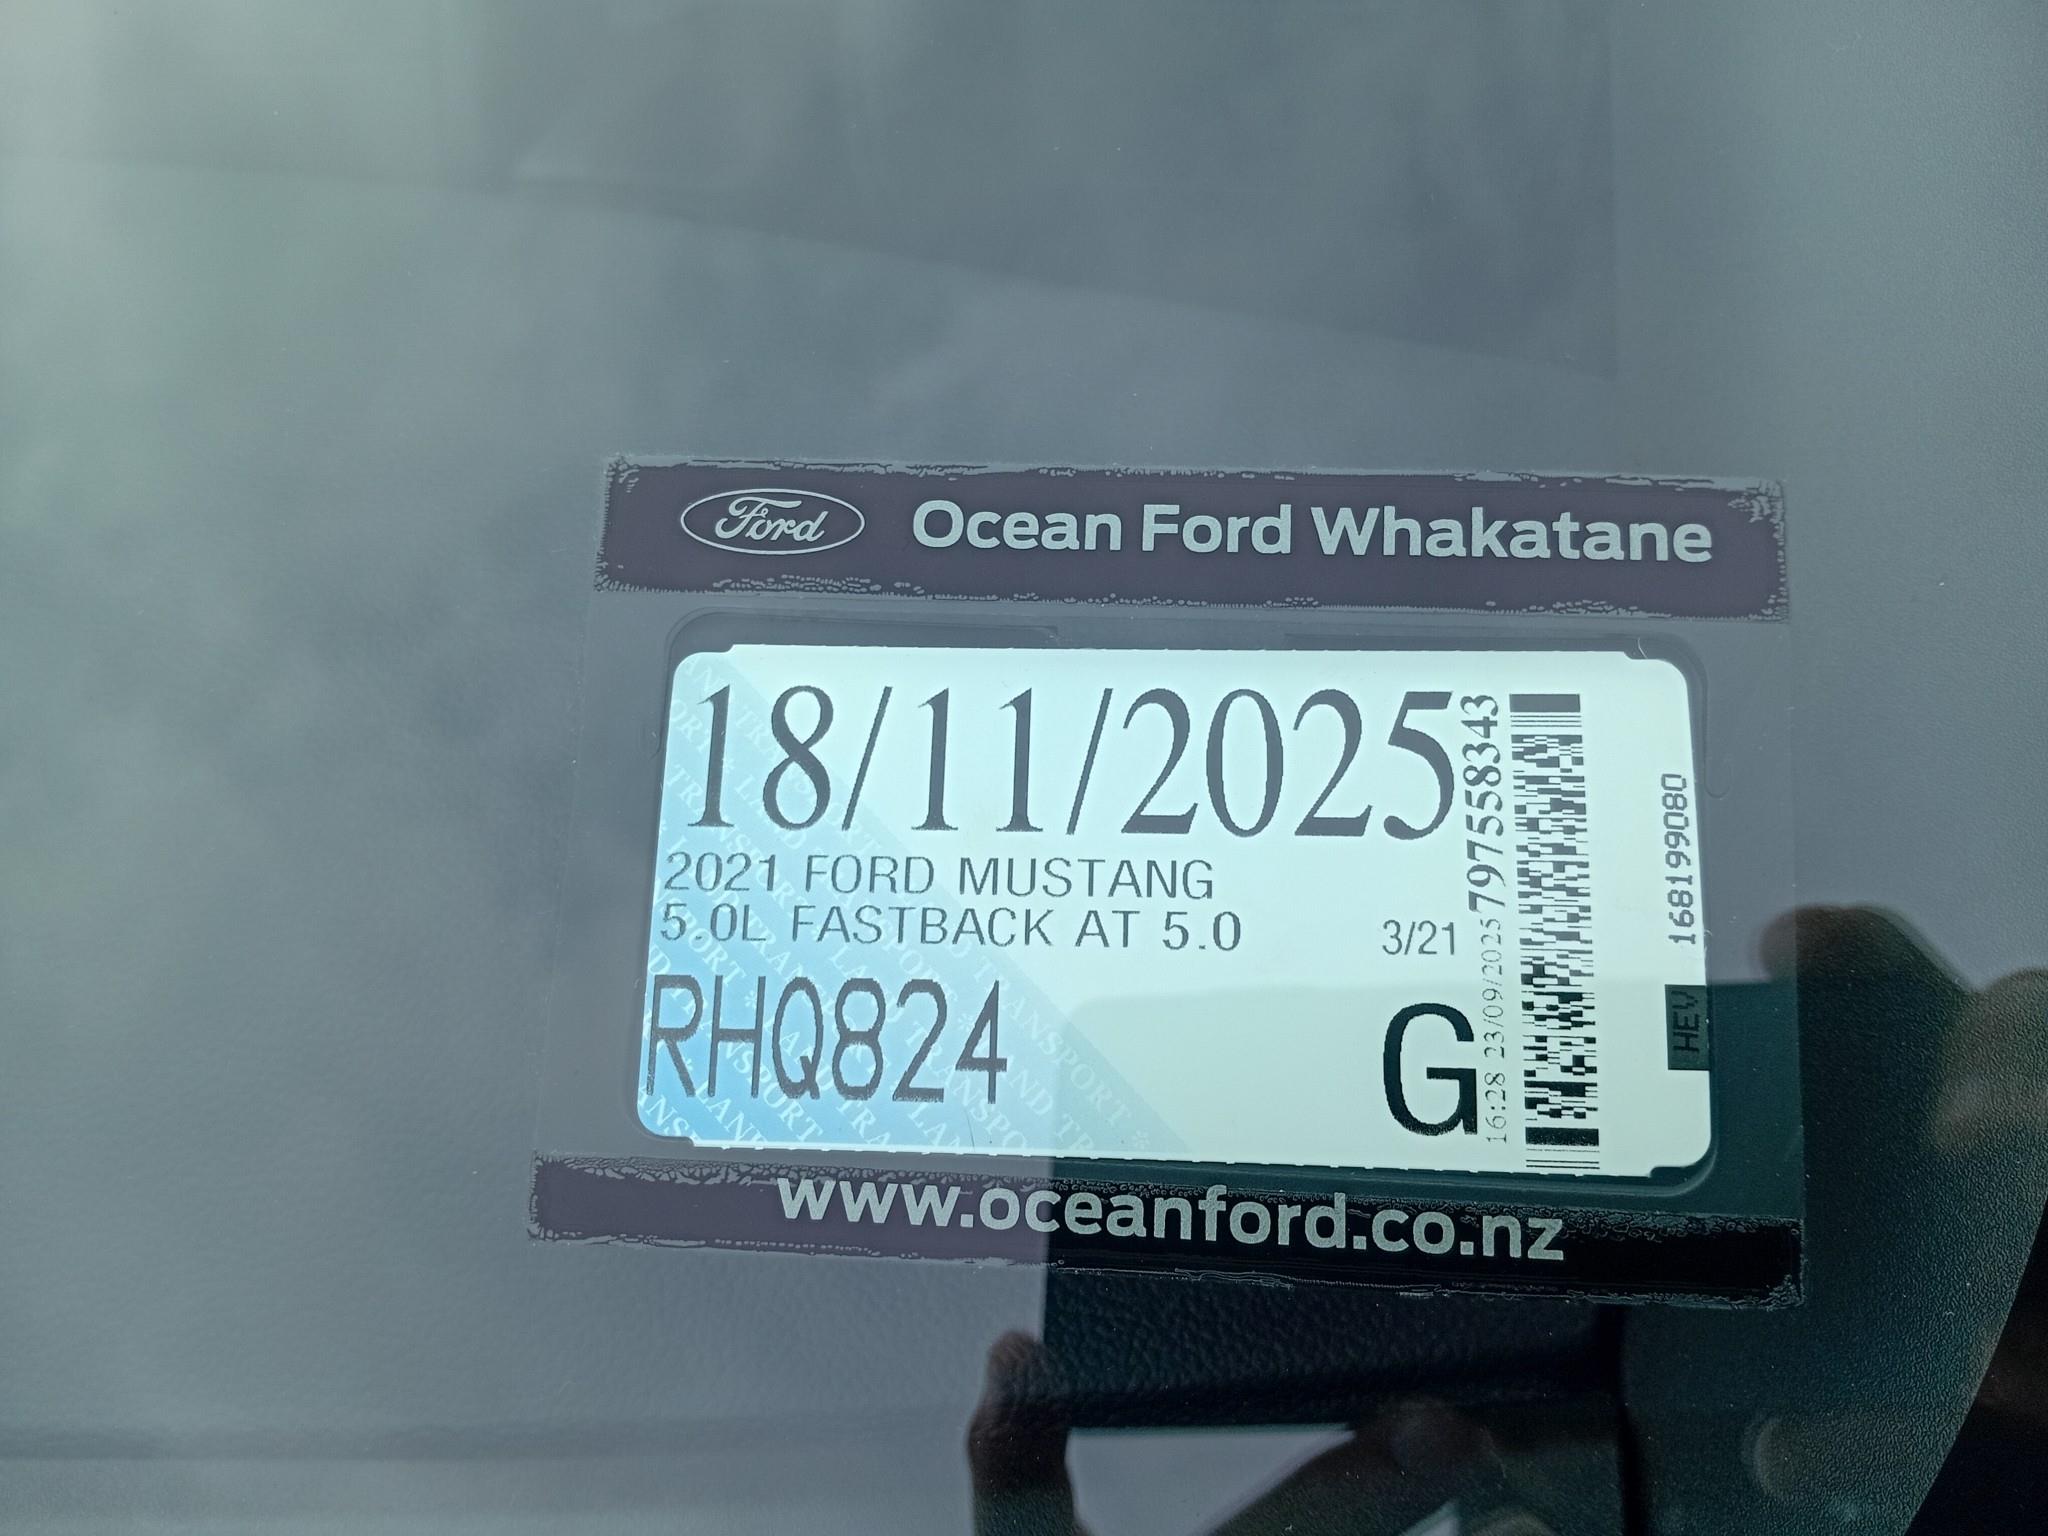 Ford Ocean Ford Whakatane
18/11/2025
2021 FORD MUSTANG
5.0L FASTBACK AT 5.0 3/21
RHQ824 G
16:28 23/09/2025 797558343
168199080
HEV
www.oceanford.co.nz